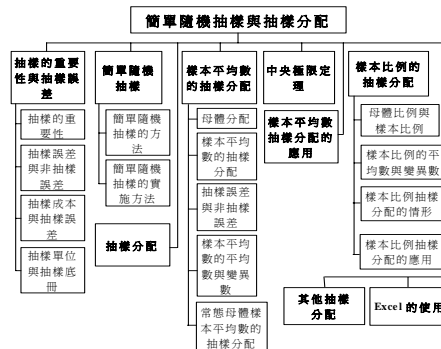 簡單隨機抽樣與抽樣分配
抽樣的重要
性與抽樣誤
差
抽樣的重
要性
抽樣誤差
與非抽樣
誤差
抽樣成本
與抽樣誤
差
抽樣單位
與抽樣底
冊
簡單隨機
抽樣
簡單隨機
抽樣的方
法
簡單隨機
抽樣的實
施方法
抽樣分配
樣本平均數
的抽樣分配
母體分配
樣本平均
數的抽樣
分配
抽樣誤差
與非抽樣
誤差
樣本平均
數的平均
數與變異
數
常態母體樣
本平均數的
抽樣分配
中央極限定
理
樣本平均數
抽樣分配的應
用
樣本比例的
抽樣分配
母體比例與
樣本比例
樣本比例的平
均數與變異數
樣本比例抽樣
分配的情形
樣本比例抽樣
分配的應用
其他抽樣
分配
Excel 的使用